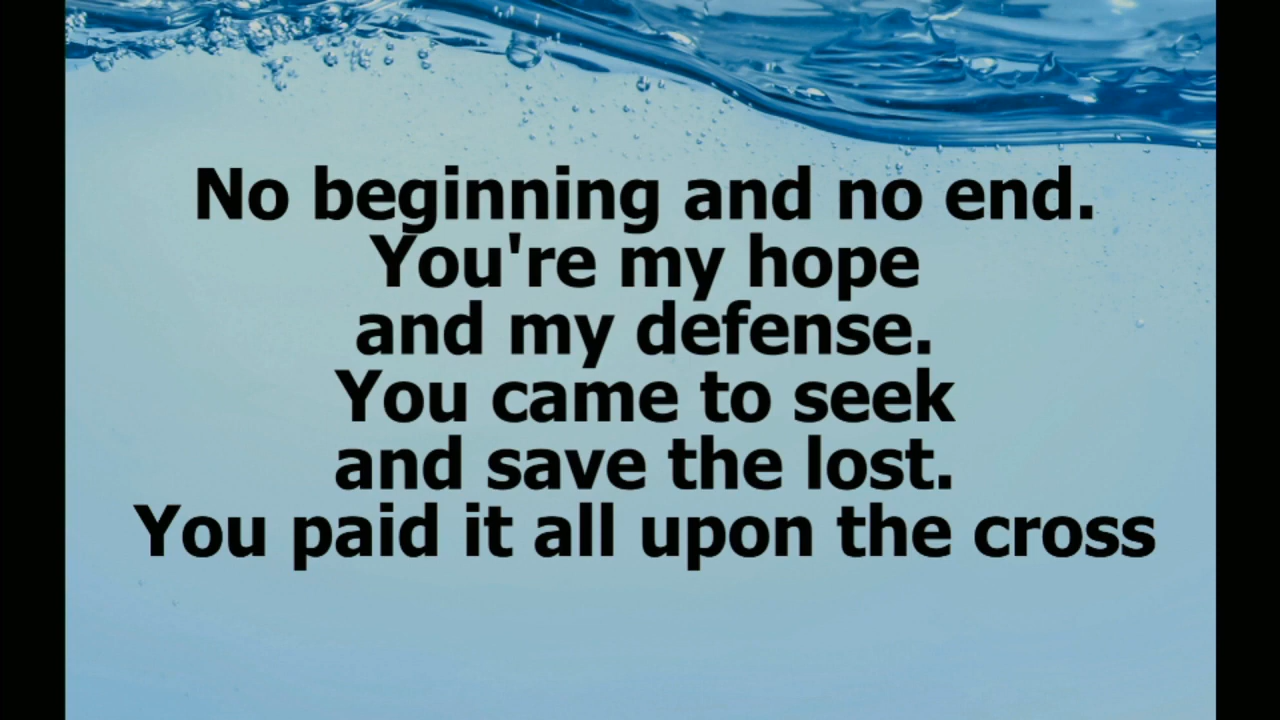 No beginning and no end.
You're my hope
and my defense.
You came to seek
and save the lost.
You paid it all upon the cross